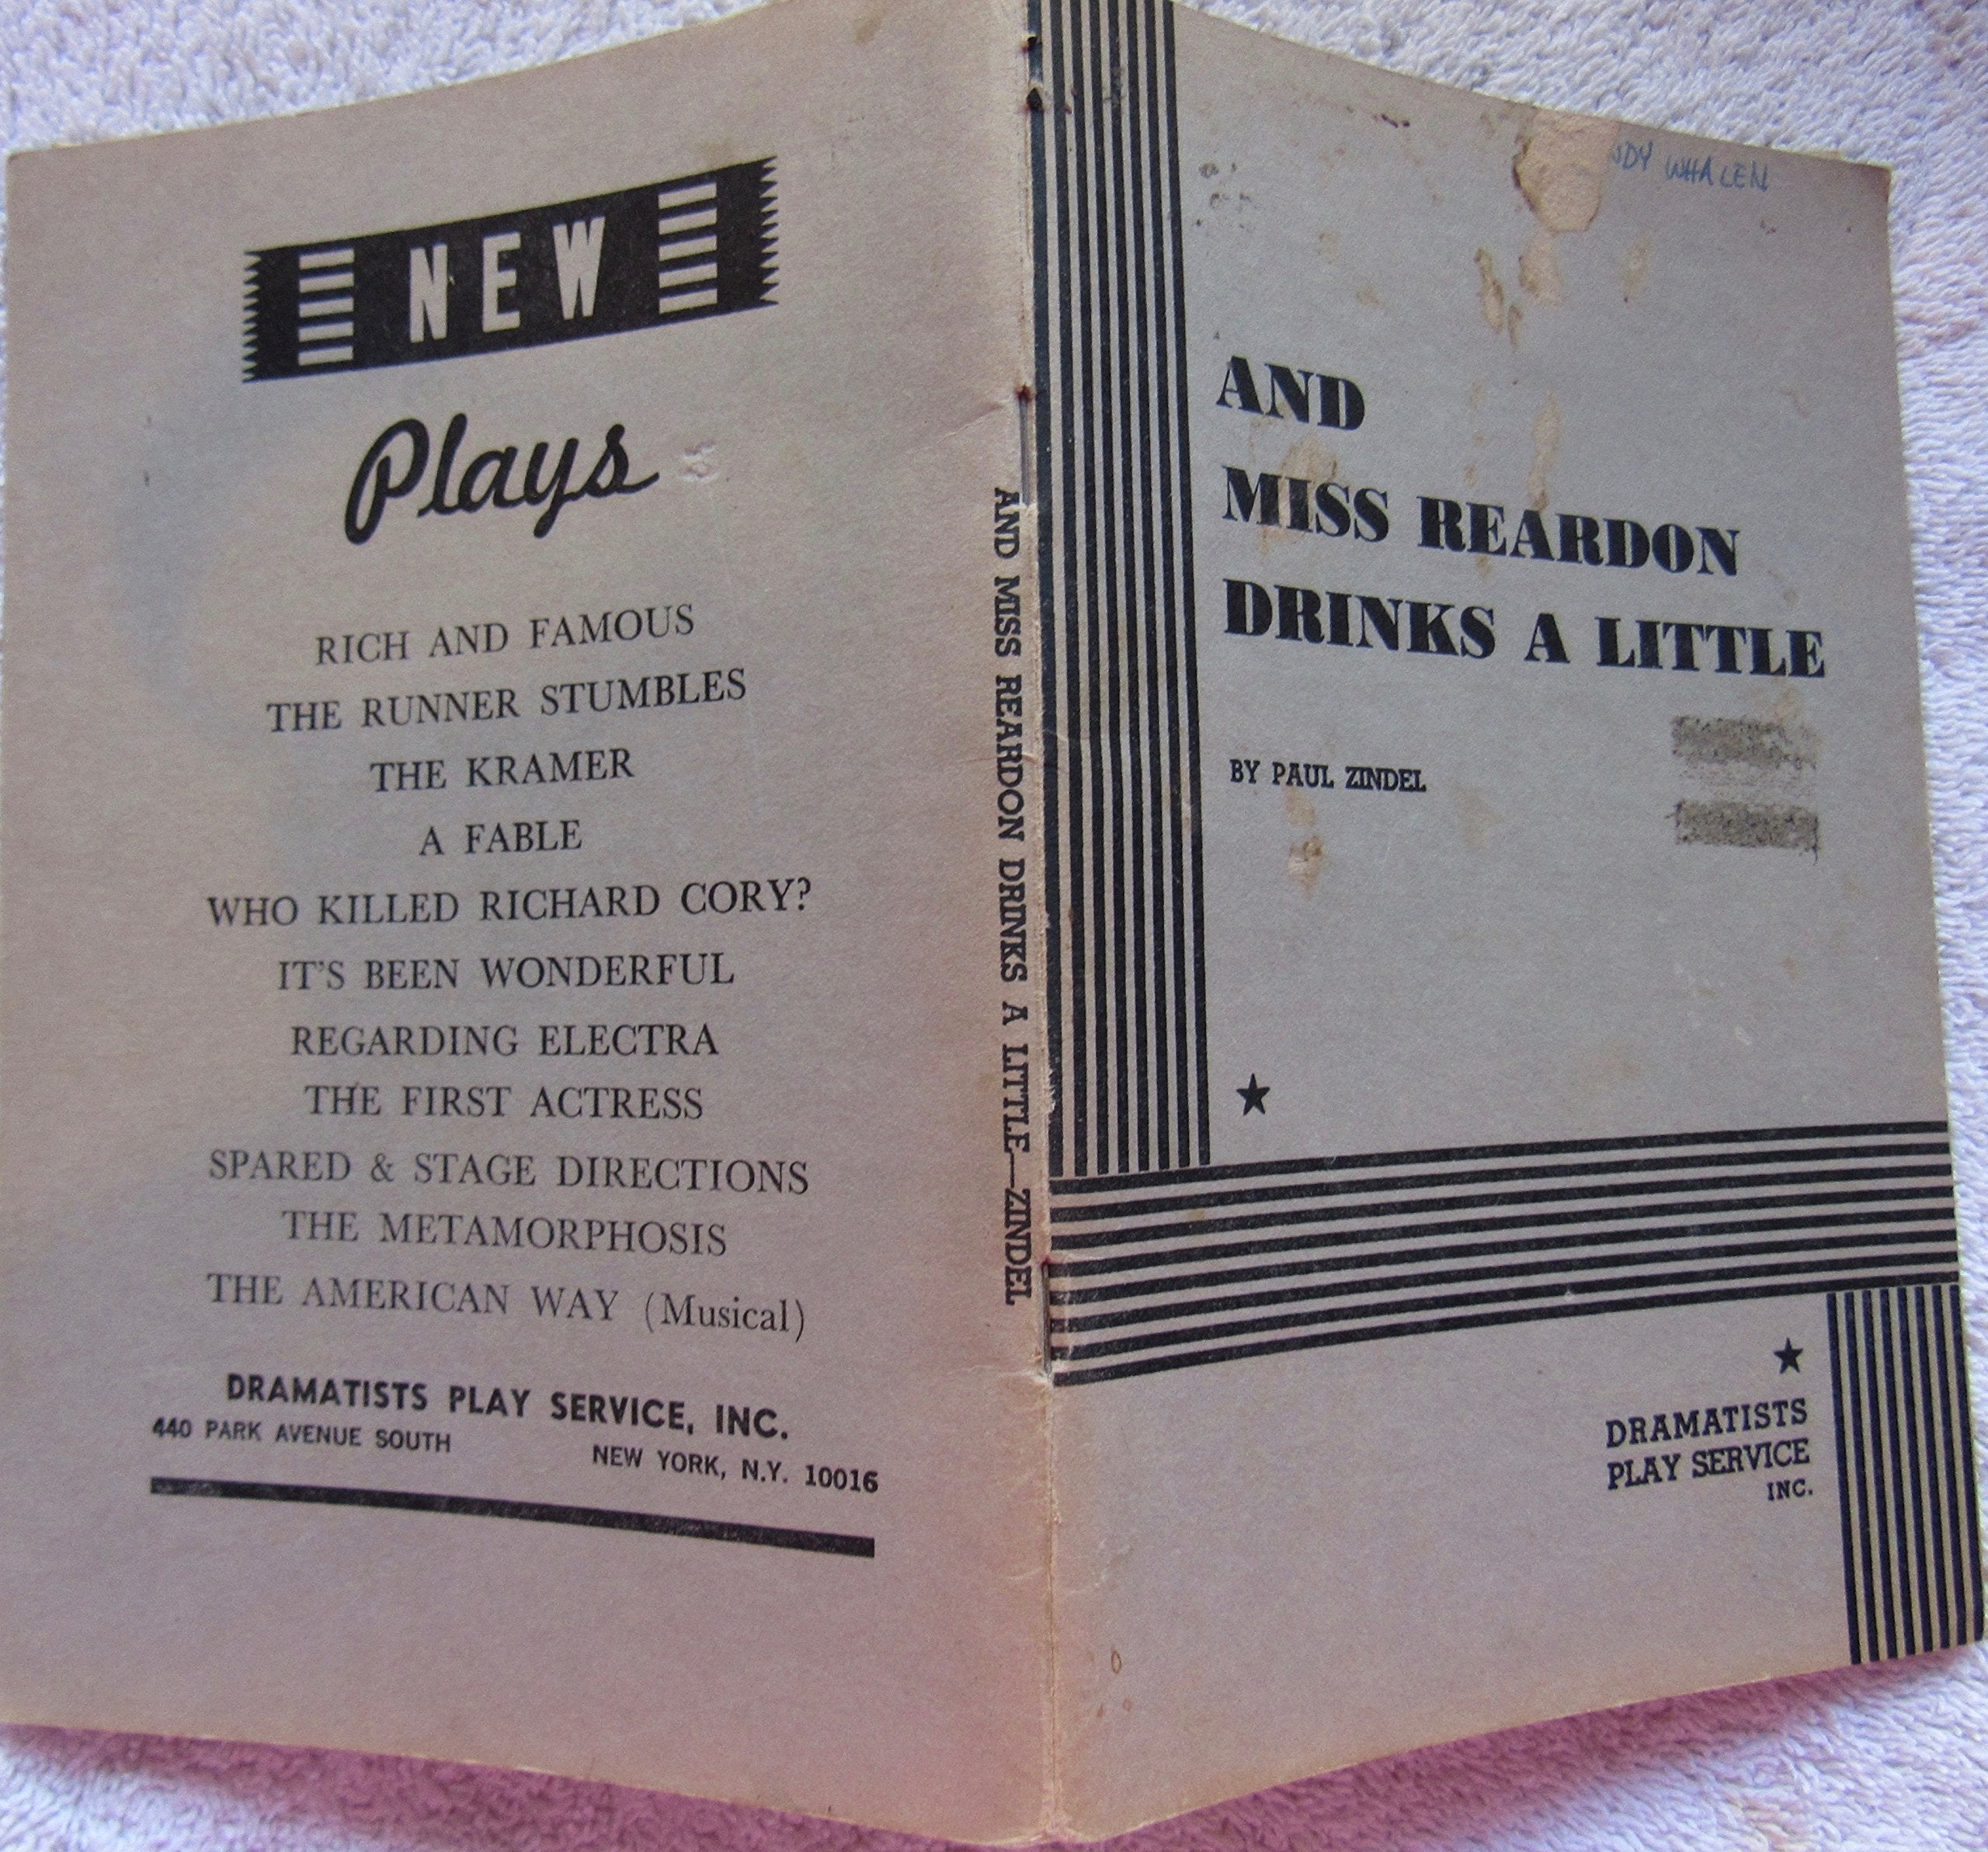 NEW
Plays
RICH AND FAMOUS
THE RUNNER STUMBLES
THE KRAMER
A FABLE
WHO KILLED RICHARD CORY?
IT'S BEEN WONDERFUL
REGARDING ELECTRA
THE FIRST ACTRESS
SPARED & STAGE DIRECTIONS
THE METAMORPHOSIS
THE AMERICAN WAY (Musical)
DRAMATISTS PLAY SERVICE, INC.
440 PARK AVENUE SOUTH NEW YORK, N.Y. 10016
AND MISS REARDON DRINKS A LITTLE—ZINDEL
WHALEN
AND
MISS REARDON
DRINKS A LITTLE
BY PAUL ZINDEL
DRAMATISTS
PLAY SERVICE
INC.